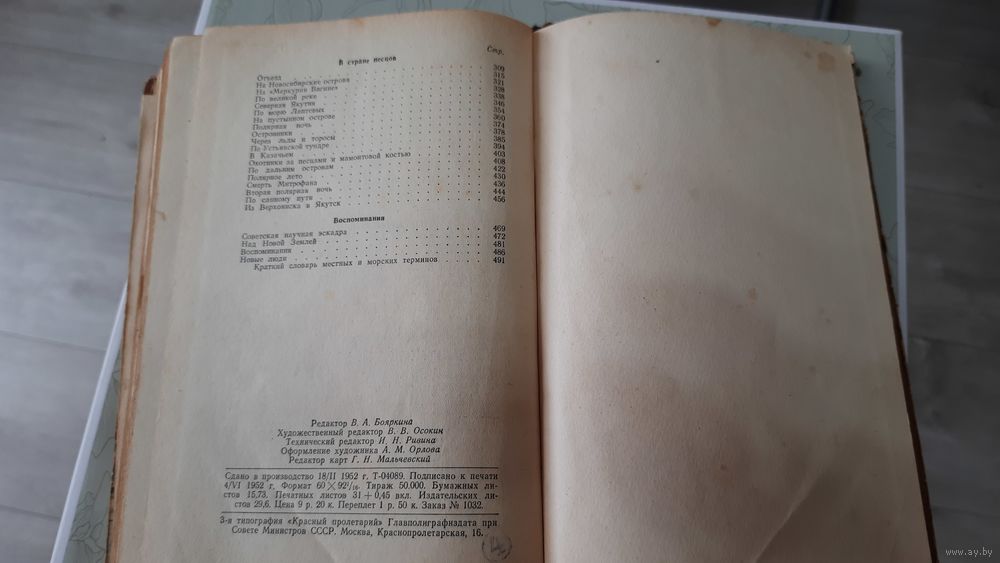 Стр.
В стране песцов
Отъезд . . . 309
На Новосибирские острова . . . 315
На «Меркурии Вагине» . . . 321
По великой реке . . . 328
Северная Якутия . . . 338
По морю Лаптевых . . . 346
На пустынном острове . . . 354
Полярная ночь . . . 360
Островники . . . 374
Через льды и торосы . . . 378
По Устьянской тундре . . . 385
В Казачьем . . . 394
Охотники за песцами и мамонтовой костью . . . 403
По дальним островам . . . 408
Полярное лето . . . 422
Смерть Митрофана . . . 430
Вторая полярная ночь . . . 436
По санному пути . . . 444
Из Верхоянска в Якутск . . . 456
Воспоминания
Советская научная эскадра . . . 469
Над Новой Землей . . . 472
Воспоминания . . . 481
Новые люди . . . 486
Краткий словарь местных и морских терминов . . . 491
Редактор В. А. Бояркина
Художественный редактор В. В. Осокин
Технический редактор И. Н. Ривина
Оформление художника А. М. Орлова
Редактор карт Г. Н. Мальчевский
Сдано в производство 18/II 1952 г. Т-04089. Подписано к печати
4/VI 1952 г. Формат 60 × 92¹/₁₆. Тираж 50.000. Бумажных ли-
стов 15,73. Печатных листов 31 + 0,45 вкл. Издательских ли-
стов 29,6. Цена 9 р. 20 к. Переплет 1 р. 50 к. Заказ № 1032.
3-я типография «Красный пролетарий» Главполиграфиздата при
Совете Министров СССР. Москва, Краснопролетарская, 16.
www.ay.by